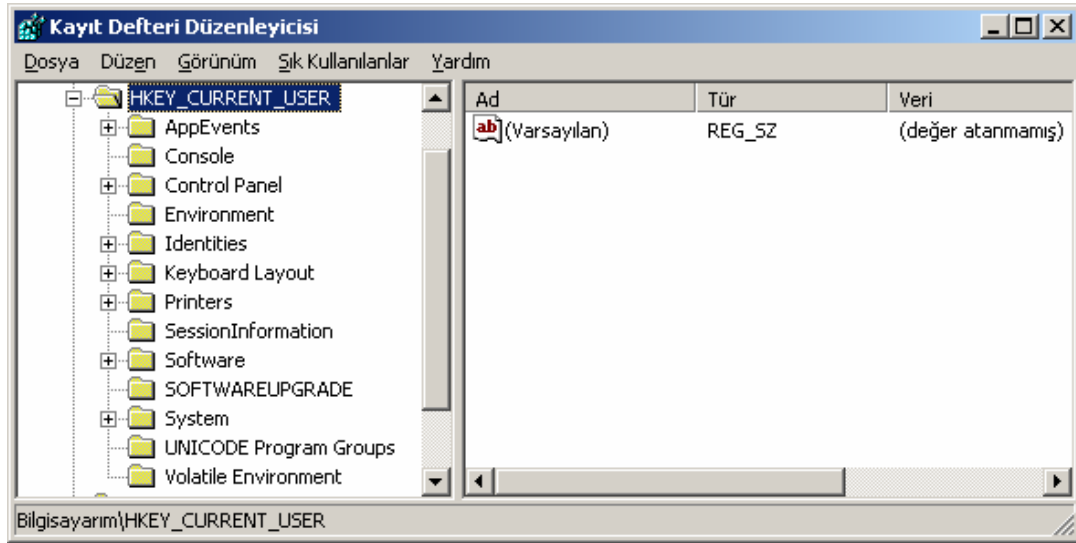 Kayıt Defteri Düzenleyicisi
Dosya Düzen Görünüm Sık Kullanılanlar Yardım
HKEY_CURRENT_USER
AppEvents
Console
Control Panel
Environment
Identities
Keyboard Layout
Printers
SessionInformation
Software
SOFTWAREUPGRADE
System
UNICODE Program Groups
Volatile Environment
Ad Tür Veri
ab (Varsayılan) REG_SZ (değer atanmamış)
Bilgisayarım\HKEY_CURRENT_USER